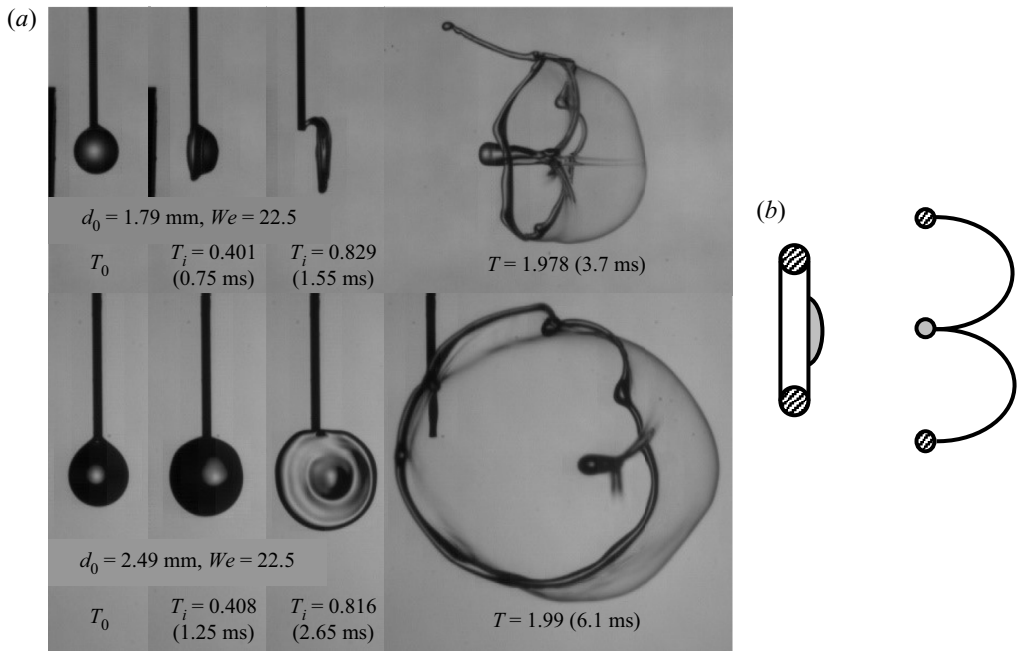 (a)
d₀ = 1.79 mm, We = 22.5
T₀
Tᵢ = 0.401
(0.75 ms)
Tᵢ = 0.829
(1.55 ms)
T = 1.978 (3.7 ms)
(b)
d₀ = 2.49 mm, We = 22.5
T₀
Tᵢ = 0.408
(1.25 ms)
Tᵢ = 0.816
(2.65 ms)
T = 1.99 (6.1 ms)